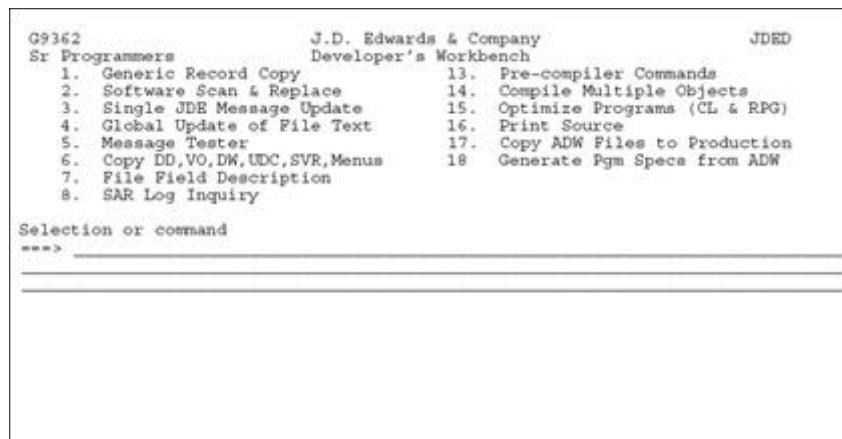 G9362 J.D. Edwards & Company JDED
Sr Programmers Developer's Workbench
1. Generic Record Copy 13. Pre-compiler Commands
2. Software Scan & Replace 14. Compile Multiple Objects
3. Single JDE Message Update 15. Optimize Programs (CL & RPG)
4. Global Update of File Text 16. Print Source
5. Message Tester 17. Copy ADW Files to Production
6. Copy DD,VO,DW,UDC,SVR,Menus 18 Generate Pgm Specs from ADW
7. File Field Description
8. SAR Log Inquiry
Selection or command
===>